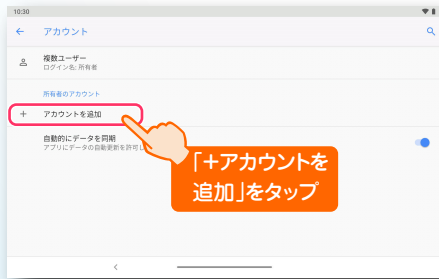 10:30
アカウント
複数ユーザー
ログイン名: 所有者
所有者のアカウント
+ アカウントを追加
自動的にデータを同期
アプリにデータの自動更新を許可し
「+アカウントを
追加」をタップ